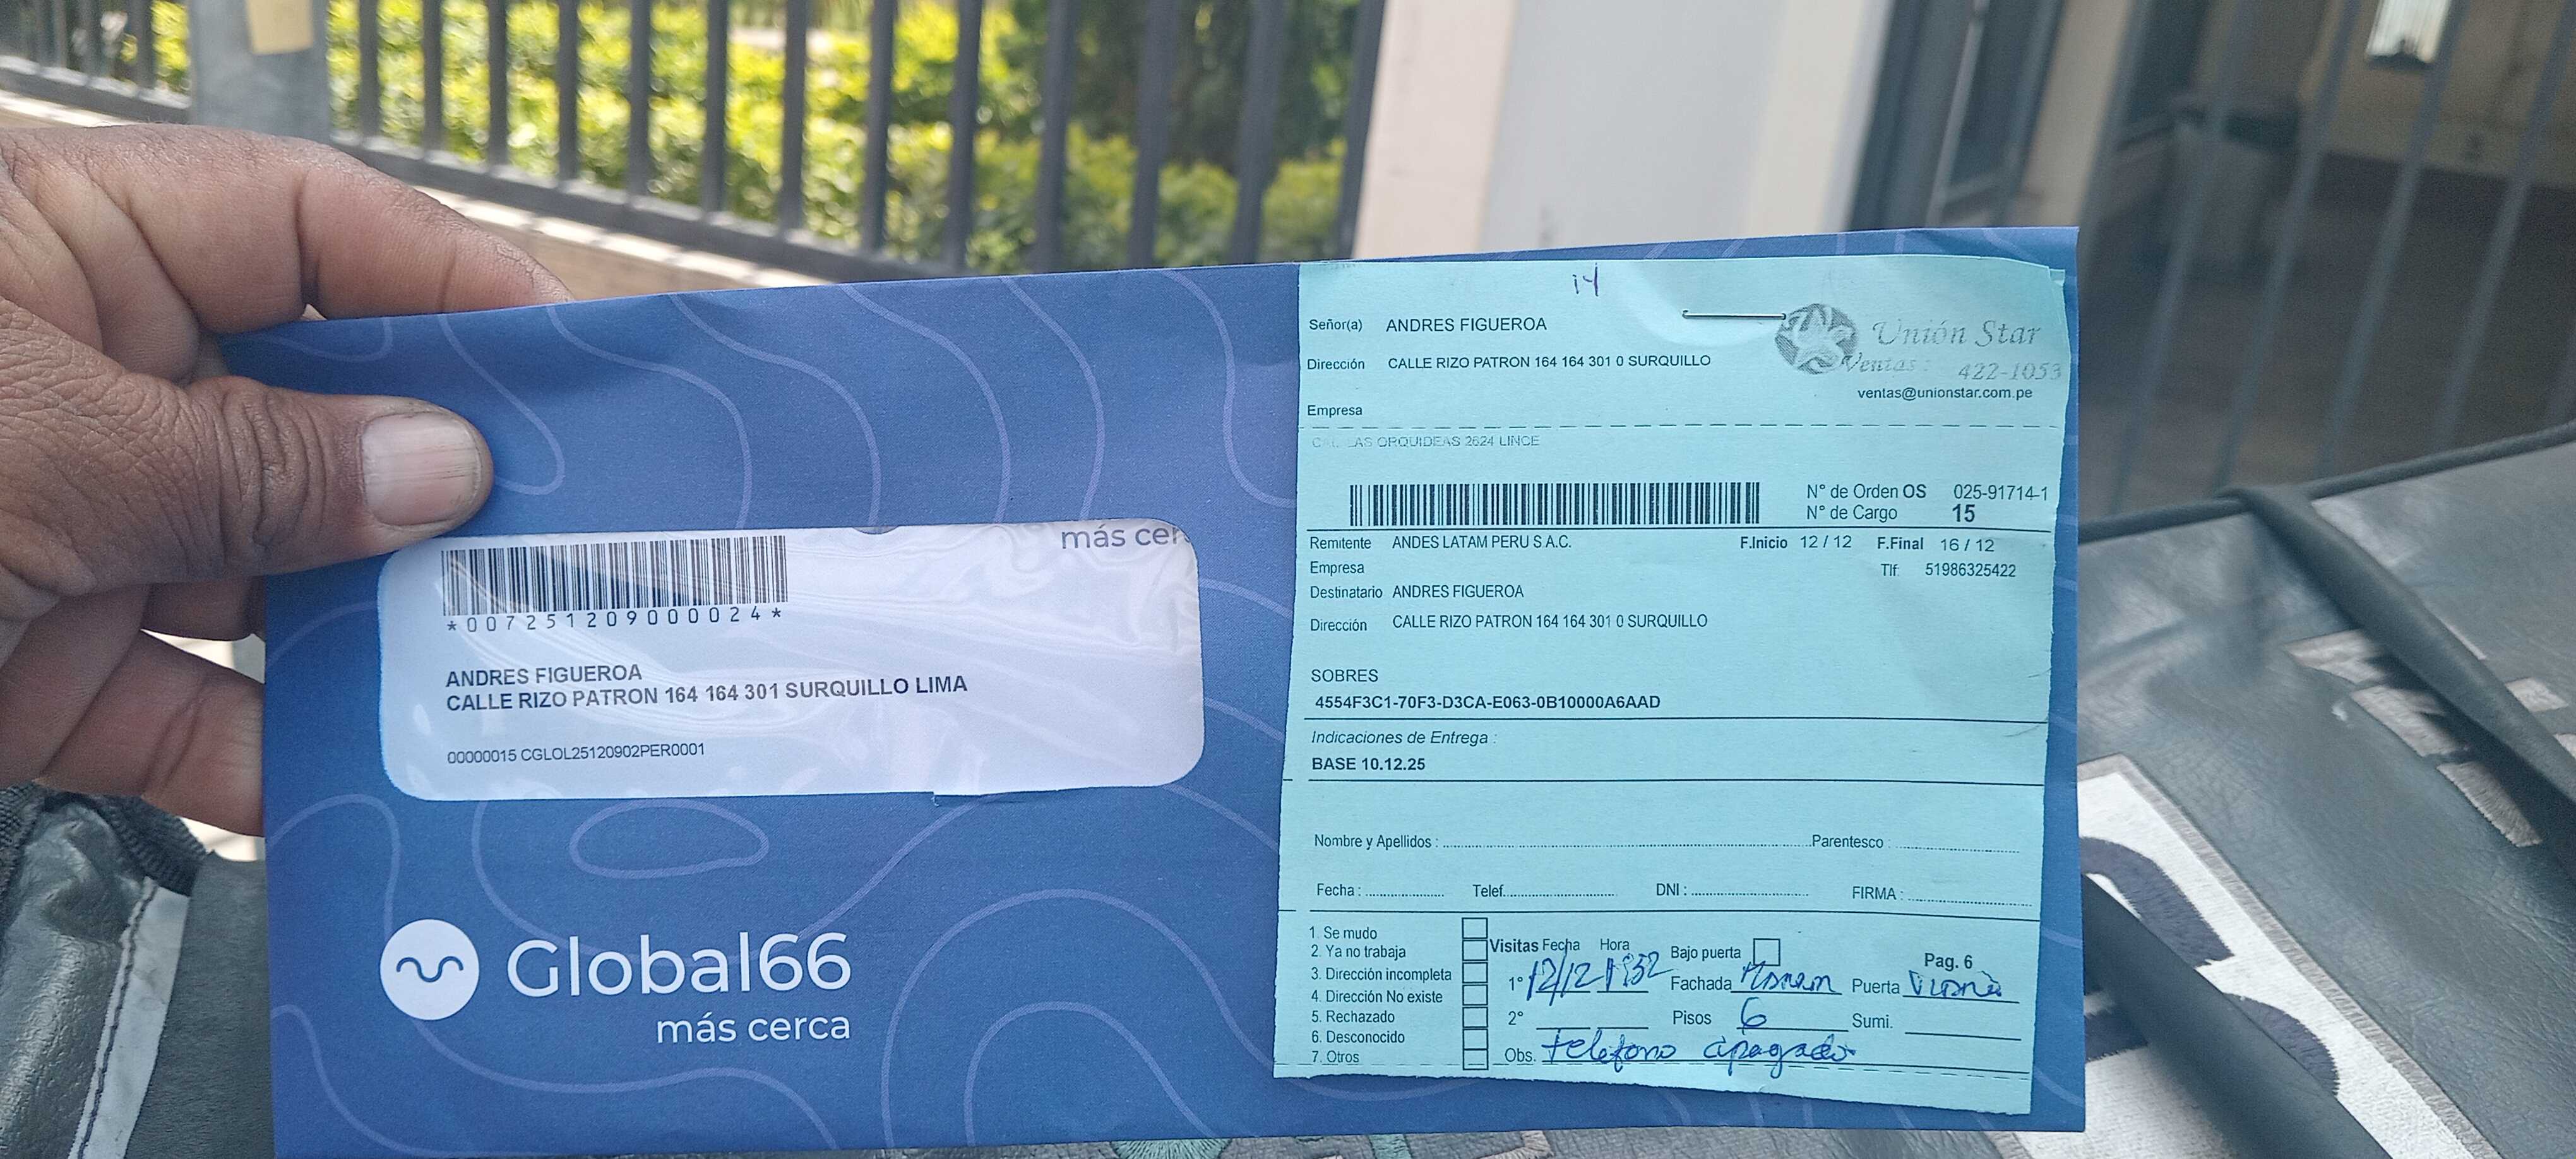 más cer
*00725120900024*
ANDRES FIGUEROA
CALLE RIZO PATRON 164 164 301 SURQUILLO LIMA
00000015 CGLOL25120902PER0001
Global66
más cerca
14
Señor(a) ANDRES FIGUEROA
Dirección CALLE RIZO PATRON 164 164 301 0 SURQUILLO
Unión Star
Ventas: 422-1053
ventas@unionstar.com.pe
Empresa
CAL LAS ORQUIDEAS 2624 LINCE
N° de Orden OS 025-91714-1
N° de Cargo 15
Remitente ANDES LATAM PERU S A.C. F.Inicio 12 / 12 F.Final 16 / 12
Empresa Tlf: 51986325422
Destinatario ANDRES FIGUEROA
Dirección CALLE RIZO PATRON 164 164 301 0 SURQUILLO
SOBRES
4554F3C1-70F3-D3CA-E063-0B10000A6AAD
Indicaciones de Entrega :
BASE 10.12.25
Nombre y Apellidos : Parentesco :
Fecha : Telef. DNI : FIRMA :
1. Se mudo
2. Ya no trabaja
3. Dirección incompleta
4. Dirección No existe
5. Rechazado
6. Desconocido
7. Otros
Visitas Fecha Hora Bajo puerta Pag. 6
1° 12/12 1352 Fachada Puerta
2° Pisos 6 Sumi.
Obs. telefono apagado